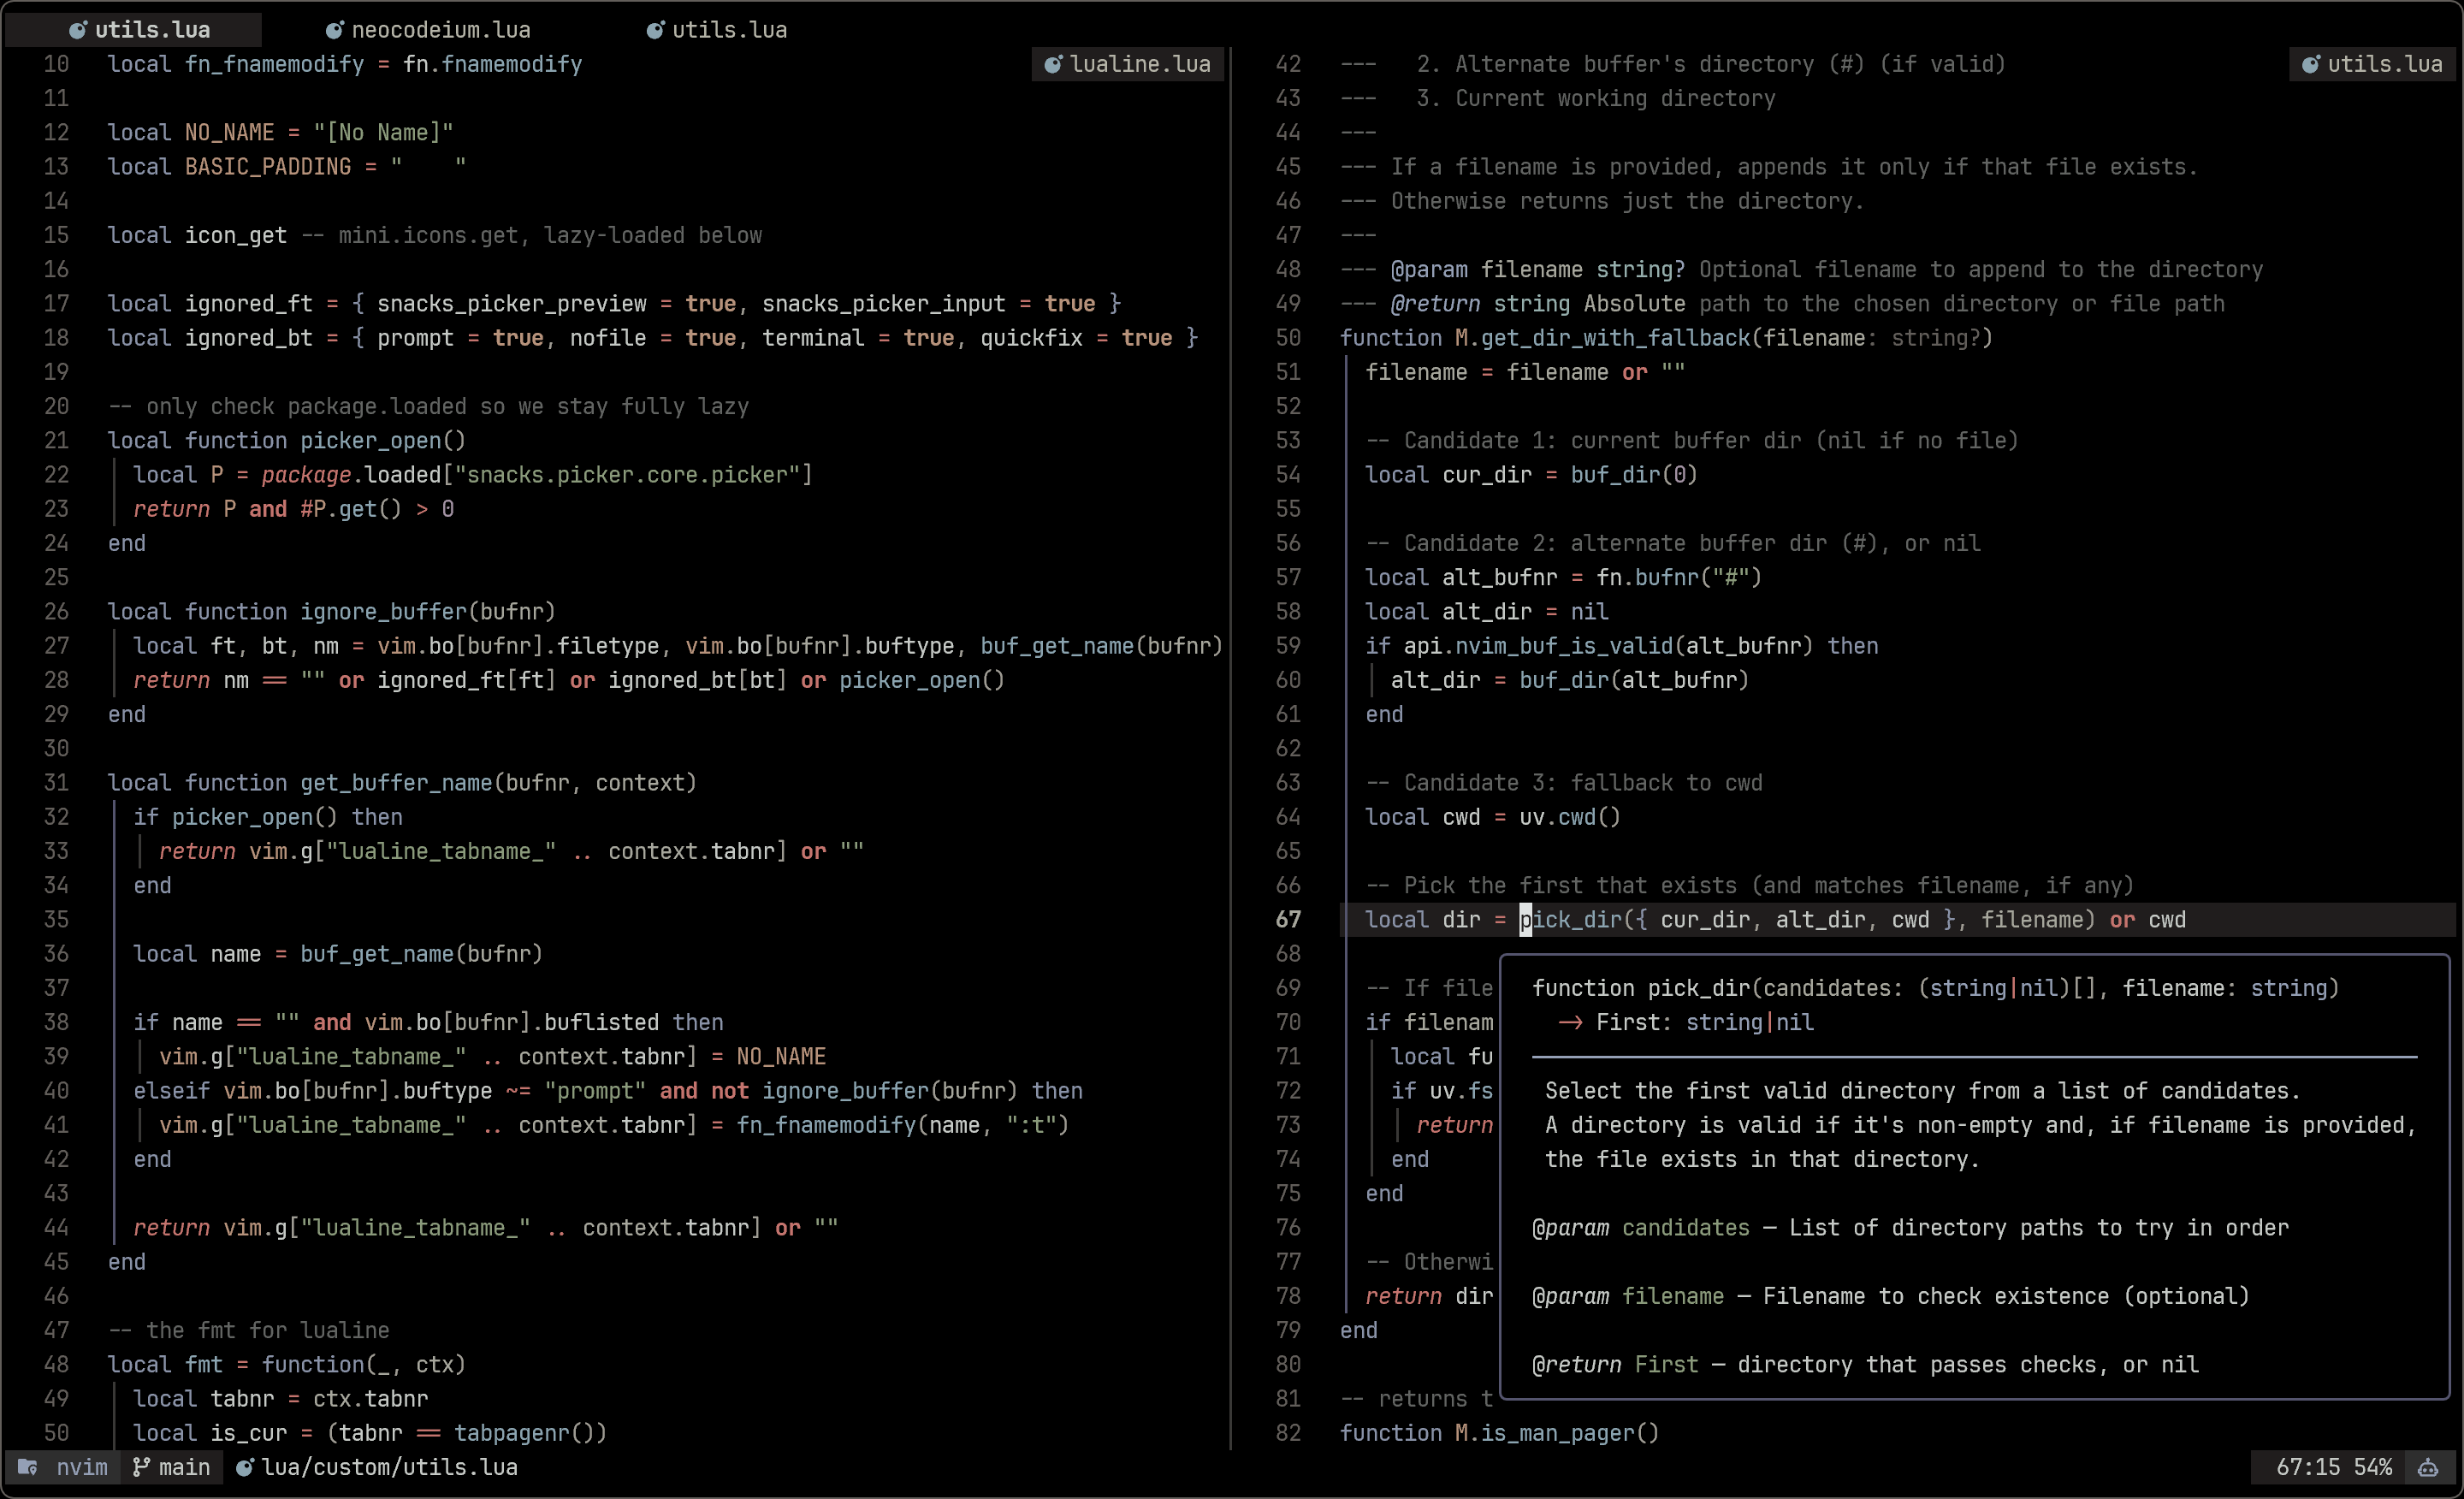 utils.lua neocodeium.lua utils.lua
lualine.lua
10 local fn_fnamemodify = fn.fnamemodify
11
12 local NO_NAME = "[No Name]"
13 local BASIC_PADDING = "    "
14
15 local icon_get -- mini.icons.get, lazy-loaded below
16
17 local ignored_ft = { snacks_picker_preview = true, snacks_picker_input = true }
18 local ignored_bt = { prompt = true, nofile = true, terminal = true, quickfix = true }
19
20 -- only check package.loaded so we stay fully lazy
21 local function picker_open()
22   local P = package.loaded["snacks.picker.core.picker"]
23   return P and #P.get() > 0
24 end
25
26 local function ignore_buffer(bufnr)
27   local ft, bt, nm = vim.bo[bufnr].filetype, vim.bo[bufnr].buftype, buf_get_name(bufnr)
28   return nm == "" or ignored_ft[ft] or ignored_bt[bt] or picker_open()
29 end
30
31 local function get_buffer_name(bufnr, context)
32   if picker_open() then
33     return vim.g["lualine_tabname_" .. context.tabnr] or ""
34   end
35
36   local name = buf_get_name(bufnr)
37
38   if name == "" and vim.bo[bufnr].buflisted then
39     vim.g["lualine_tabname_" .. context.tabnr] = NO_NAME
40   elseif vim.bo[bufnr].buftype ~= "prompt" and not ignore_buffer(bufnr) then
41     vim.g["lualine_tabname_" .. context.tabnr] = fn_fnamemodify(name, ":t")
42   end
43
44   return vim.g["lualine_tabname_" .. context.tabnr] or ""
45 end
46
47 -- the fmt for lualine
48 local fmt = function(_, ctx)
49   local tabnr = ctx.tabnr
50   local is_cur = (tabnr == tabpagenr())
utils.lua
42 ---   2. Alternate buffer's directory (#) (if valid)
43 ---   3. Current working directory
44 ---
45 --- If a filename is provided, appends it only if that file exists.
46 --- Otherwise returns just the directory.
47 ---
48 --- @param filename string? Optional filename to append to the directory
49 --- @return string Absolute path to the chosen directory or file path
50 function M.get_dir_with_fallback(filename: string?)
51   filename = filename or ""
52
53   -- Candidate 1: current buffer dir (nil if no file)
54   local cur_dir = buf_dir(0)
55
56   -- Candidate 2: alternate buffer dir (#), or nil
57   local alt_bufnr = fn.bufnr("#")
58   local alt_dir = nil
59   if api.nvim_buf_is_valid(alt_bufnr) then
60     alt_dir = buf_dir(alt_bufnr)
61   end
62
63   -- Candidate 3: fallback to cwd
64   local cwd = uv.cwd()
65
66   -- Pick the first that exists (and matches filename, if any)
67   local dir = pick_dir({ cur_dir, alt_dir, cwd }, filename) or cwd
68
69   -- If file
70   if filenam
71     local fu
72     if uv.fs
73       return
74     end
75   end
76
77   -- Otherwi
78   return dir
79 end
80
81 -- returns t
82 function M.is_man_pager()
function pick_dir(candidates: (string|nil)[], filename: string)
  -> First: string|nil
Select the first valid directory from a list of candidates.
A directory is valid if it's non-empty and, if filename is provided,
the file exists in that directory.
@param candidates — List of directory paths to try in order
@param filename — Filename to check existence (optional)
@return First — directory that passes checks, or nil
nvim main lua/custom/utils.lua 67:15 54%